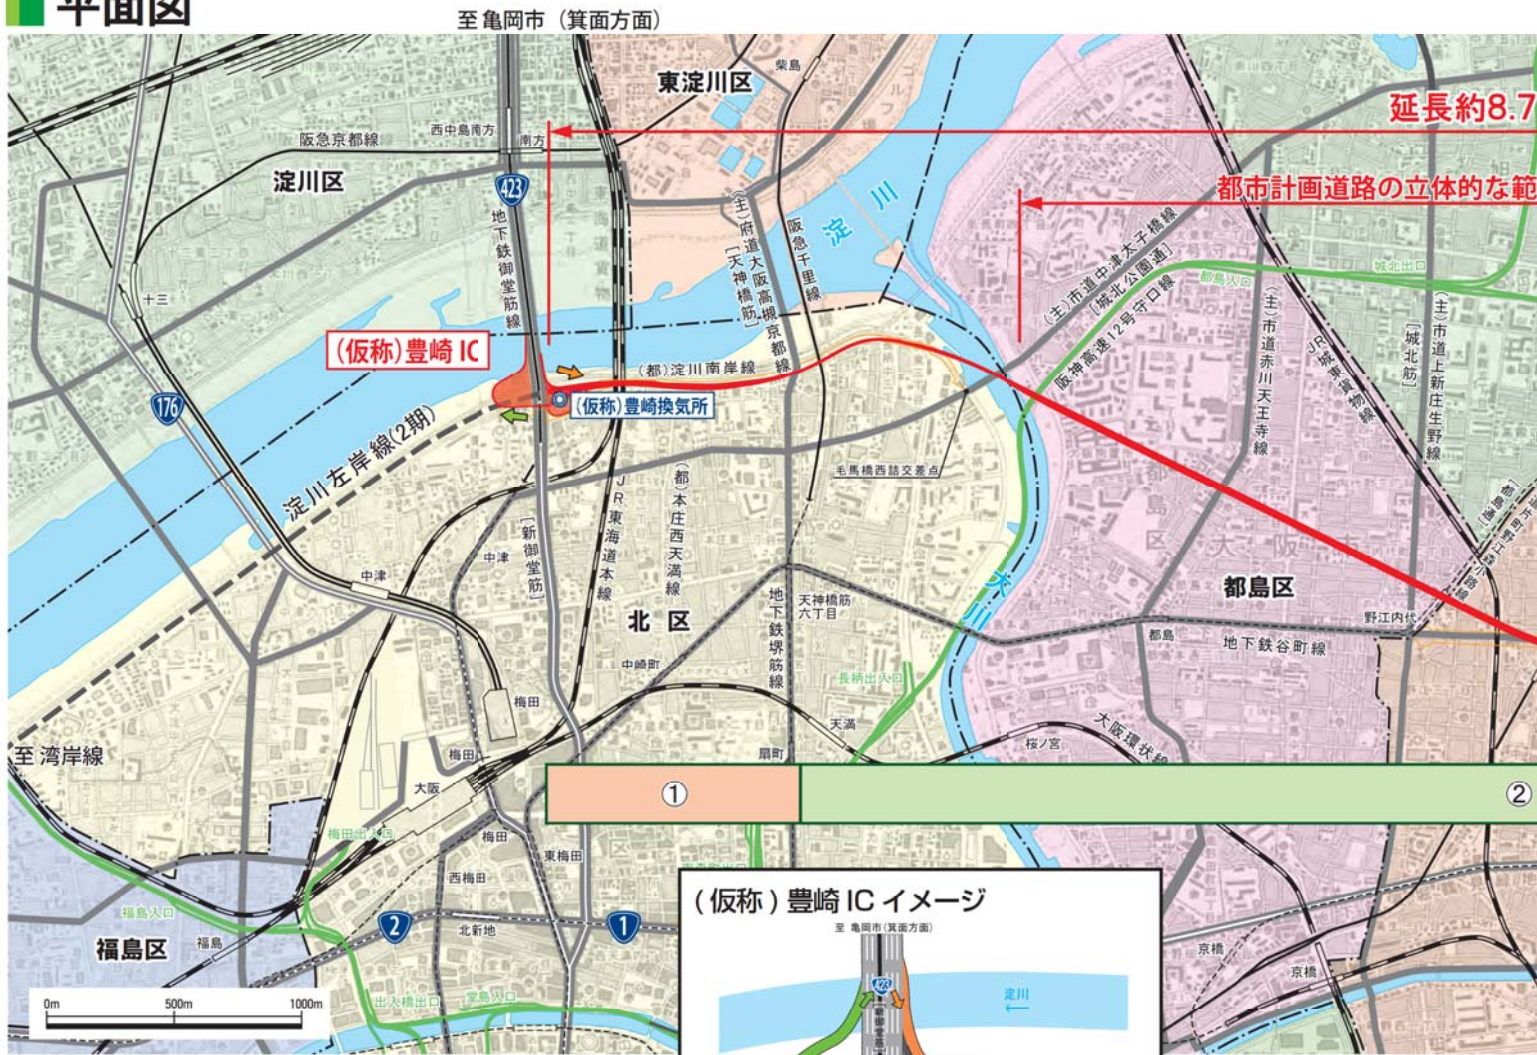 平面図
至亀岡市（箕面方面）
東淀川区
柴島
延長約8.7
阪急京都線
西中島南方
南方
淀川区
423
都市計画道路の立体的な範
地下鉄御堂筋線
(主)府道大阪高槻京都線
［天神橋筋］
阪急千里線
淀川
(主)市道中津太子橋線
［城北公園通］
阪神高速12号守口線
都島入口
城北出口
(主)市道赤川天王寺線
JR城東貨物線
［城北筋］
(主)市道上新庄生野線
十三
(仮称)豊崎 IC
(都)淀川南岸線
(仮称)豊崎換気所
176
淀川左岸線(2期)
毛馬橋西詰交差点
［新御堂筋］
JR東海道本線
(都)本庄西天満線
中津
中津
北区
地下鉄堺筋線
天神橋筋
六丁目
大川
都島区
都島
野江内代
地下鉄谷町線
［都島通］
中崎町
長柄出入口
梅田
天満
扇町
桜ノ宮
大阪環状線
至湾岸線
梅田
大阪
①
②
梅田出入口
梅田
東梅田
西梅田
福島入口
福島区
福島
2
北新地
1
出入橋出口
堂島入口
京橋
京橋
0m
500m
1000m
(仮称) 豊崎 IC イメージ
至 亀岡市(箕面方面)
423
淀川